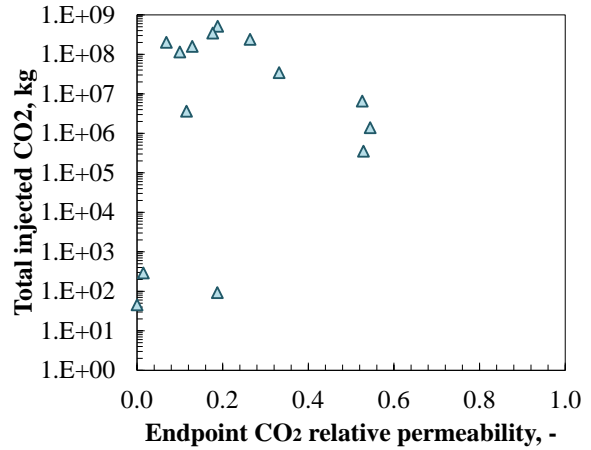 Total injected CO2, kg
1.E+09
1.E+08
1.E+07
1.E+06
1.E+05
1.E+04
1.E+03
1.E+02
1.E+01
1.E+00
0.0 0.2 0.4 0.6 0.8 1.0
Endpoint CO2 relative permeability, -